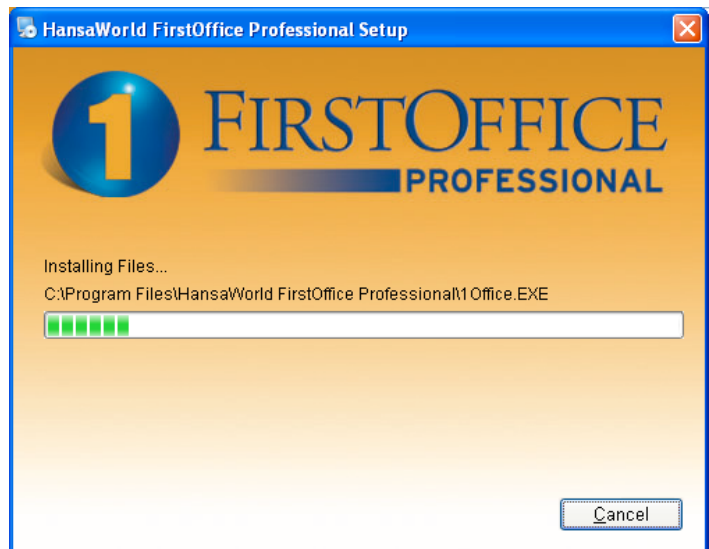 HansaWorld FirstOffice Professional Setup
1 FIRSTOFFICE
PROFESSIONAL
Installing Files...
C:\Program Files\HansaWorld FirstOffice Professional\1Office.EXE
Cancel